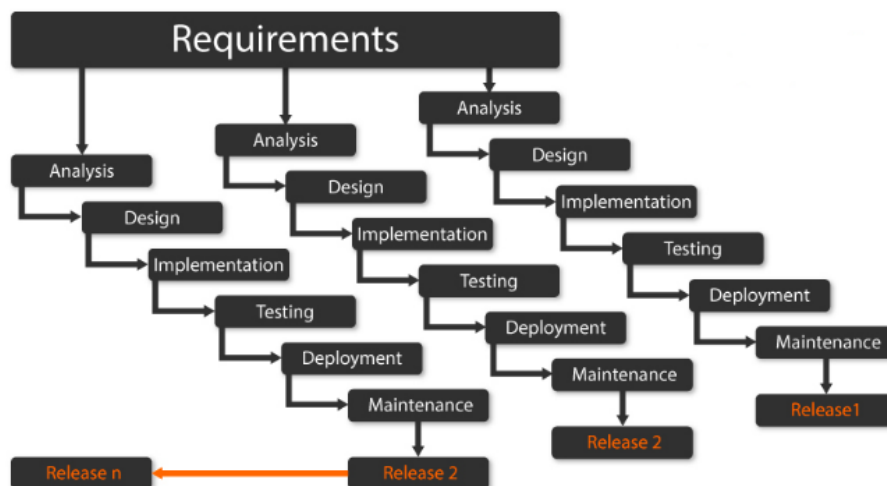 Requirements
Analysis
Design
Implementation
Testing
Deployment
Maintenance
Release 2
Release n
Analysis
Design
Implementation
Testing
Deployment
Maintenance
Release 2
Analysis
Design
Implementation
Testing
Deployment
Maintenance
Release1